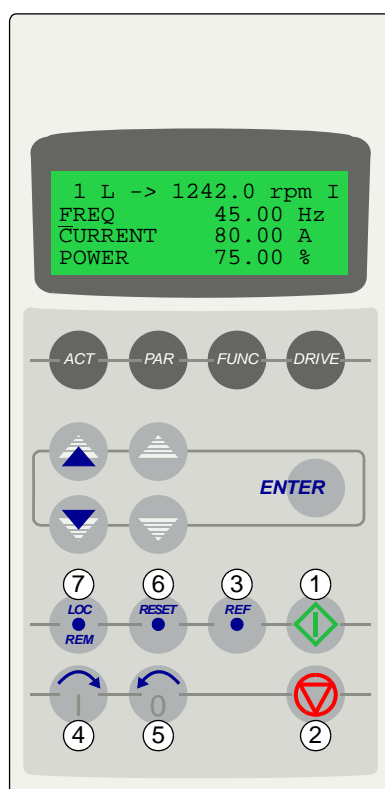 1 L -> 1242.0 rpm I
FREQ 45.00 Hz
CURRENT 80.00 A
POWER 75.00 %
ACT PAR FUNC DRIVE
ENTER
7 6 3 1
LOC RESET REF
REM
I 0
4 5 2